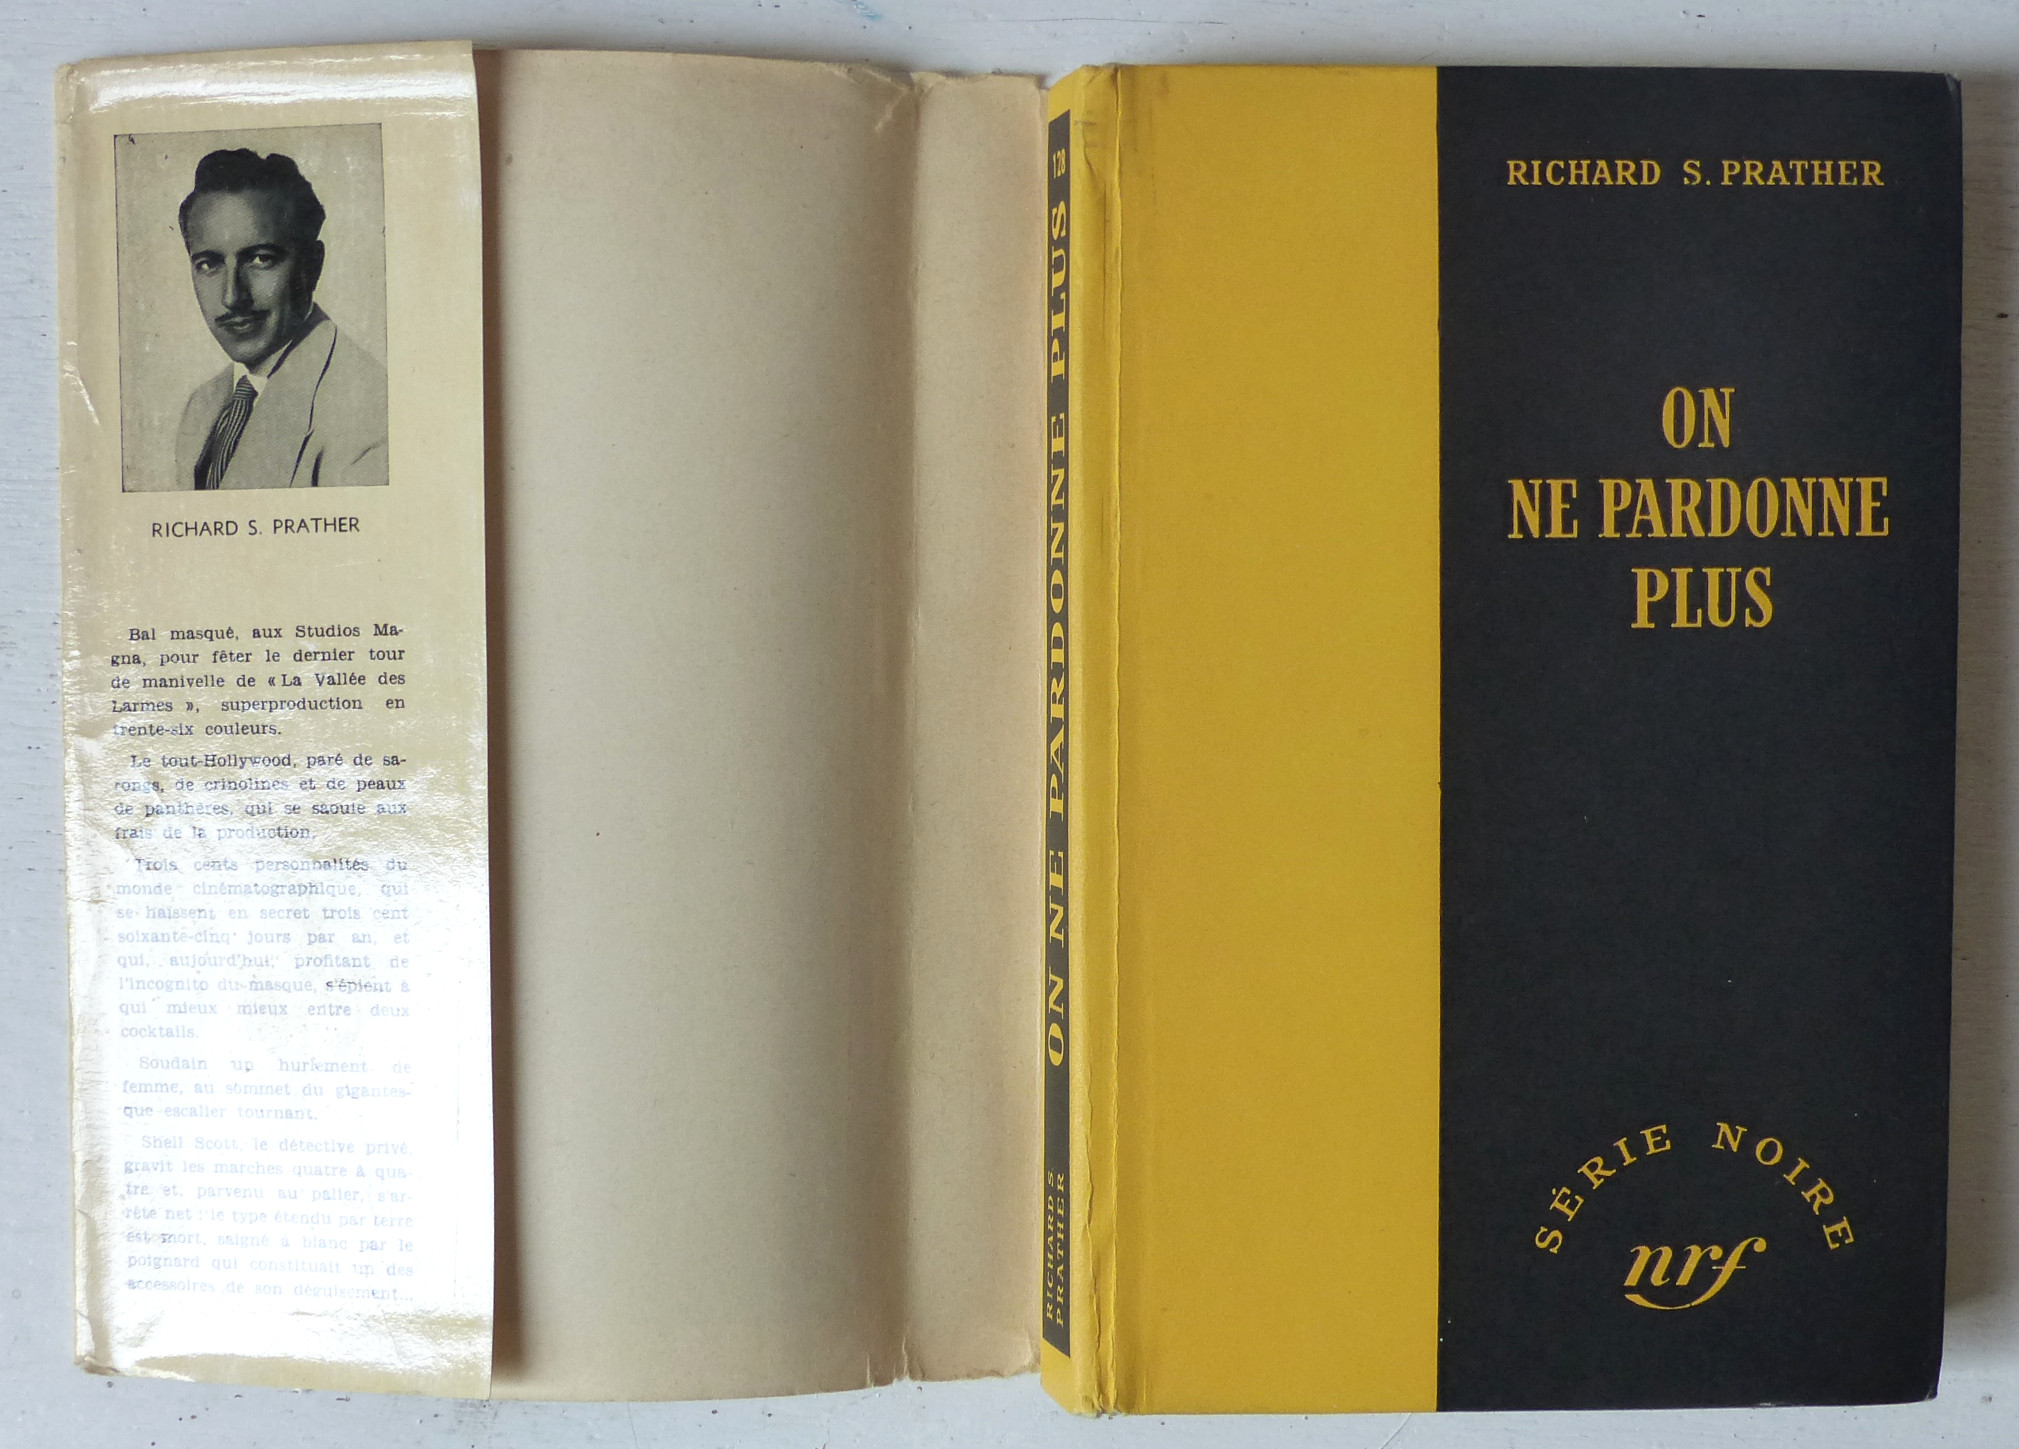 RICHARD S. PRATHER
Bal masqué, aux Studios Ma-
gna, pour fêter le dernier tour
de manivelle de « La Vallée des
Larmes », superproduction en
trente-six couleurs.
Le tout-Hollywood, paré de sa-
rongs, de crinolines et de peaux
de panthères, qui se saoule aux
frais de la production.
Trois cents personnalités du
monde cinématographique, qui
se haïssent en secret trois cent
soixante-cinq jours par an, et
qui, aujourd'hui, profitant de
l'incognito du masque, s'épient à
qui mieux mieux entre deux
cocktails.
Soudain un hurlement de
femme, au sommet du gigantes-
que escalier tournant.
Shell Scott, le détective privé,
gravit les marches quatre à qua-
tre et, parvenu au palier, s'ar-
rête net : le type étendu par terre
est mort, saigné à blanc par le
poignard qui constituait un des
accessoires de son déguisement...
128
ON NE PARDONNE PLUS
RICHARD S
PRATHER
RICHARD S. PRATHER
ON
NE PARDONNE
PLUS
SÉRIE NOIRE
nrf